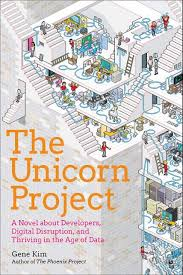 The
Unicorn
Project
A Novel about Developers,
Digital Disruption, and
Thriving in the Age of Data
Gene Kim
Author of The Phoenix Project